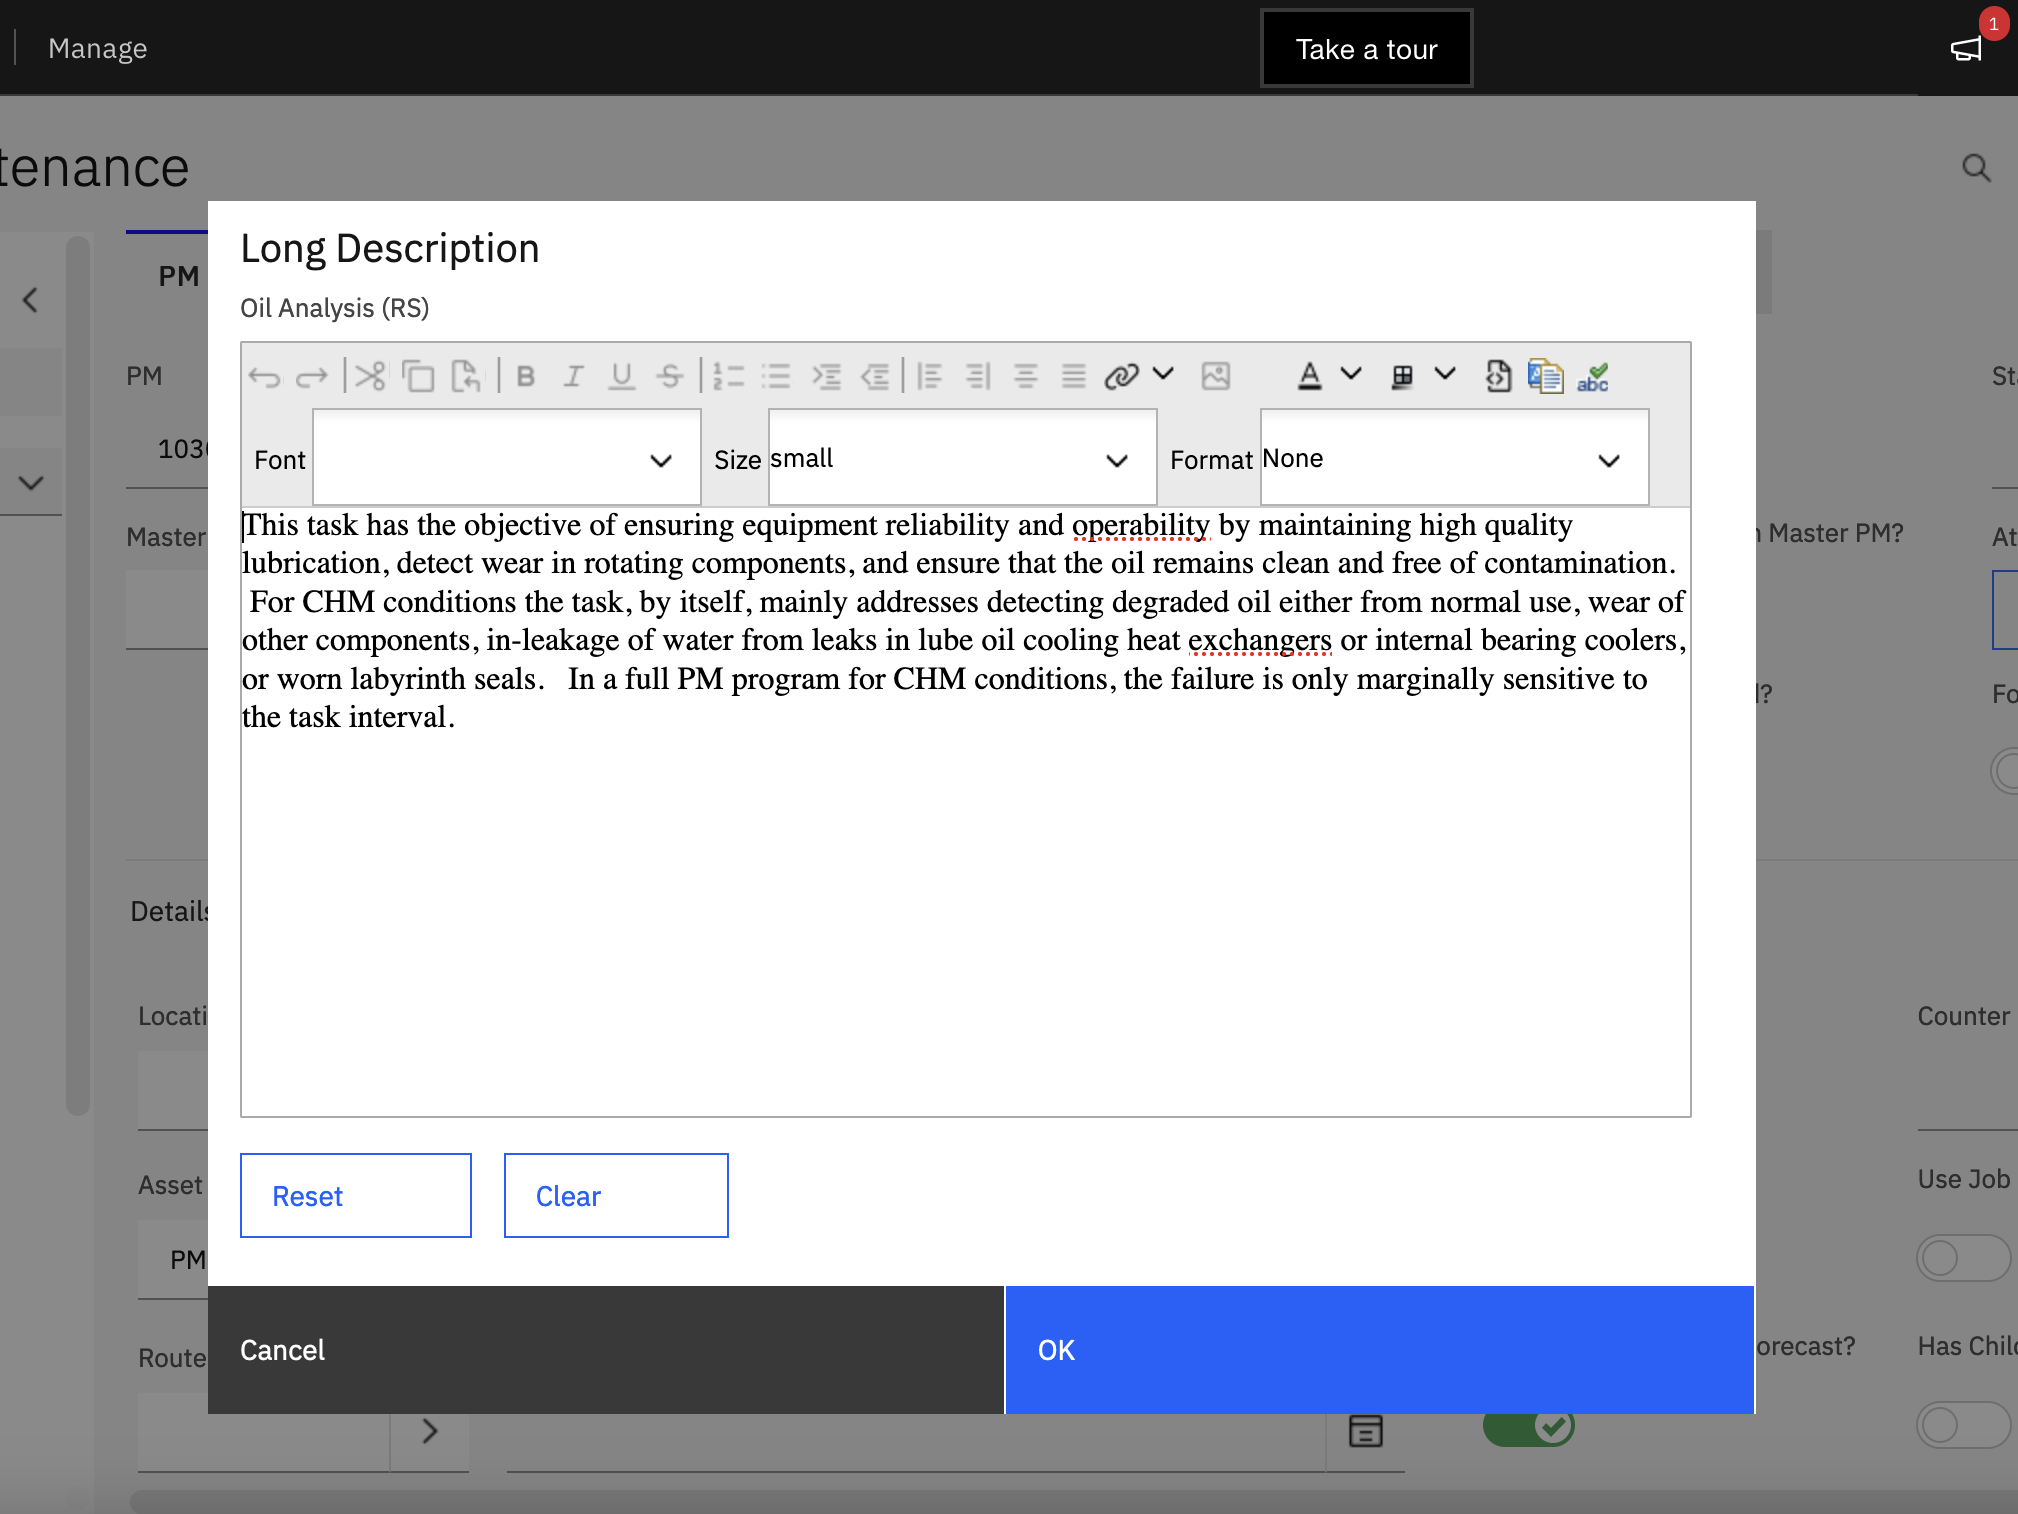 Manage
Take a tour
1
tenance
PM
PM
103
Master
Long Description
Oil Analysis (RS)
abc
Font
Size small
Format None
This task has the objective of ensuring equipment reliability and operability by maintaining high quality
lubrication, detect wear in rotating components, and ensure that the oil remains clean and free of contamination.
For CHM conditions the task, by itself, mainly addresses detecting degraded oil either from normal use, wear of
other components, in-leakage of water from leaks in lube oil cooling heat exchangers or internal bearing coolers,
or worn labyrinth seals.   In a full PM program for CHM conditions, the failure is only marginally sensitive to
the task interval.
Reset
Clear
Cancel
OK
Master PM?
At
Fo
Details
Locati
Counter
Asset
Use Job
PM
Route
orecast?
Has Chil